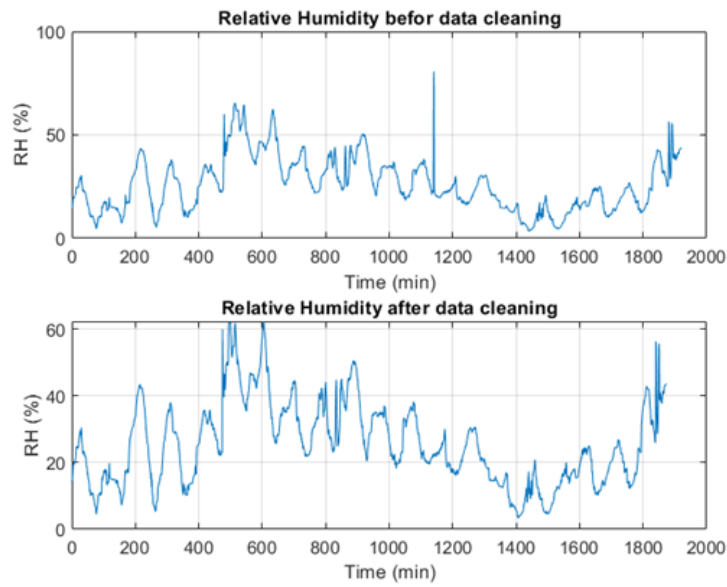 Relative Humidity befor data cleaning
100
50
0
RH (%)
0 200 400 600 800 1000 1200 1400 1600 1800 2000
Time (min)
Relative Humidity after data cleaning
60
40
20
0
RH (%)
0 200 400 600 800 1000 1200 1400 1600 1800 2000
Time (min)